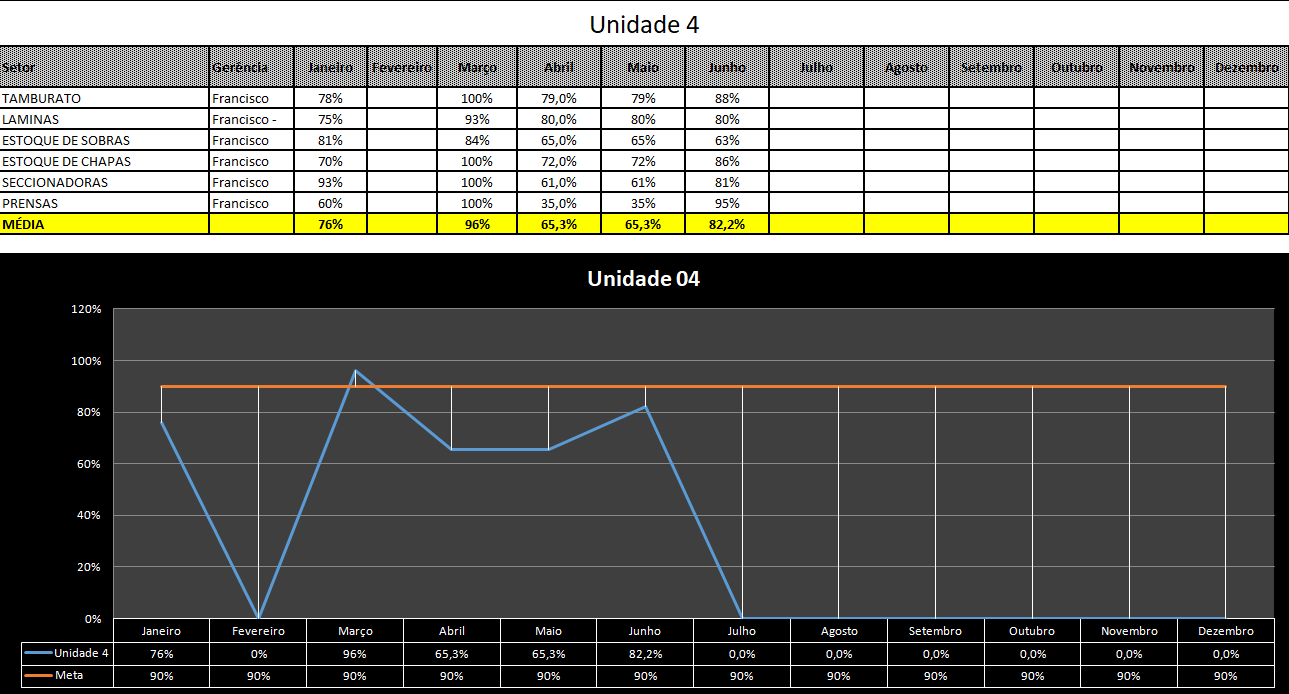 Unidade 4
Setor Gerência Janeiro Fevereiro Março Abril Maio Junho Julho Agosto Setembro Outubro Novembro Dezembro
TAMBURATO Francisco 78% 100% 79,0% 79% 88%
LAMINAS Francisco - 75% 93% 80,0% 80% 80%
ESTOQUE DE SOBRAS Francisco 81% 84% 65,0% 65% 63%
ESTOQUE DE CHAPAS Francisco 70% 100% 72,0% 72% 86%
SECCIONADORAS Francisco 93% 100% 61,0% 61% 81%
PRENSAS Francisco 60% 100% 35,0% 35% 95%
MÉDIA 76% 96% 65,3% 65,3% 82,2%
Unidade 04
120%
100%
80%
60%
40%
20%
0%
Janeiro Fevereiro Março Abril Maio Junho Julho Agosto Setembro Outubro Novembro Dezembro
Unidade 4 76% 0% 96% 65,3% 65,3% 82,2% 0,0% 0,0% 0,0% 0,0% 0,0% 0,0%
Meta 90% 90% 90% 90% 90% 90% 90% 90% 90% 90% 90% 90%